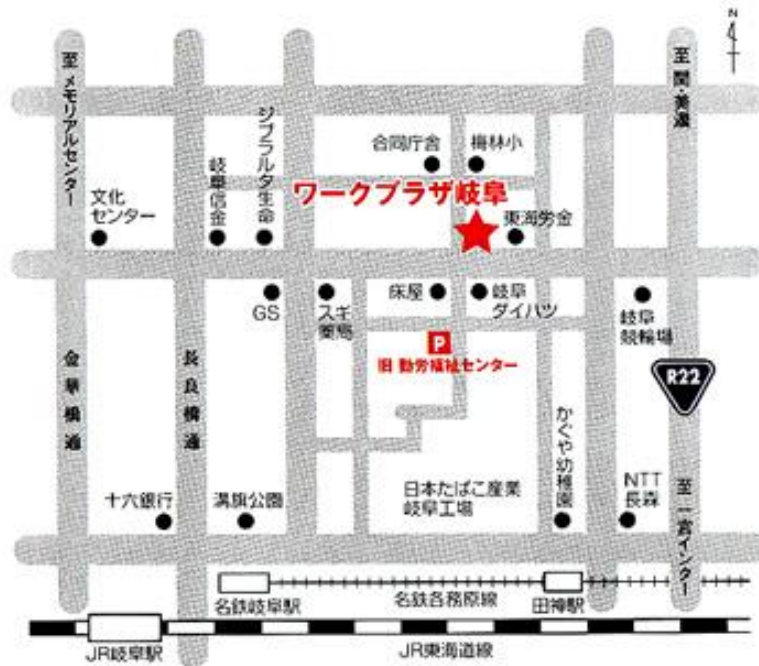 N
至 メモリアルセンター
至 関・美濃
ジブラルタ生命
合同庁舎
梅林小
岐阜信金
ワークプラザ岐阜
文化
センター
東海労金
GS
スギ
薬局
床屋
岐阜
ダイハツ
岐阜
競輪場
P
旧 勤労福祉センター
金華橋通
長良橋通
R22
かぐや幼稚園
十六銀行
溝旗公園
日本たばこ産業
岐阜工場
NTT
長森
至 一宮インター
名鉄岐阜駅
名鉄各務原線
田神駅
JR岐阜駅
JR東海道線